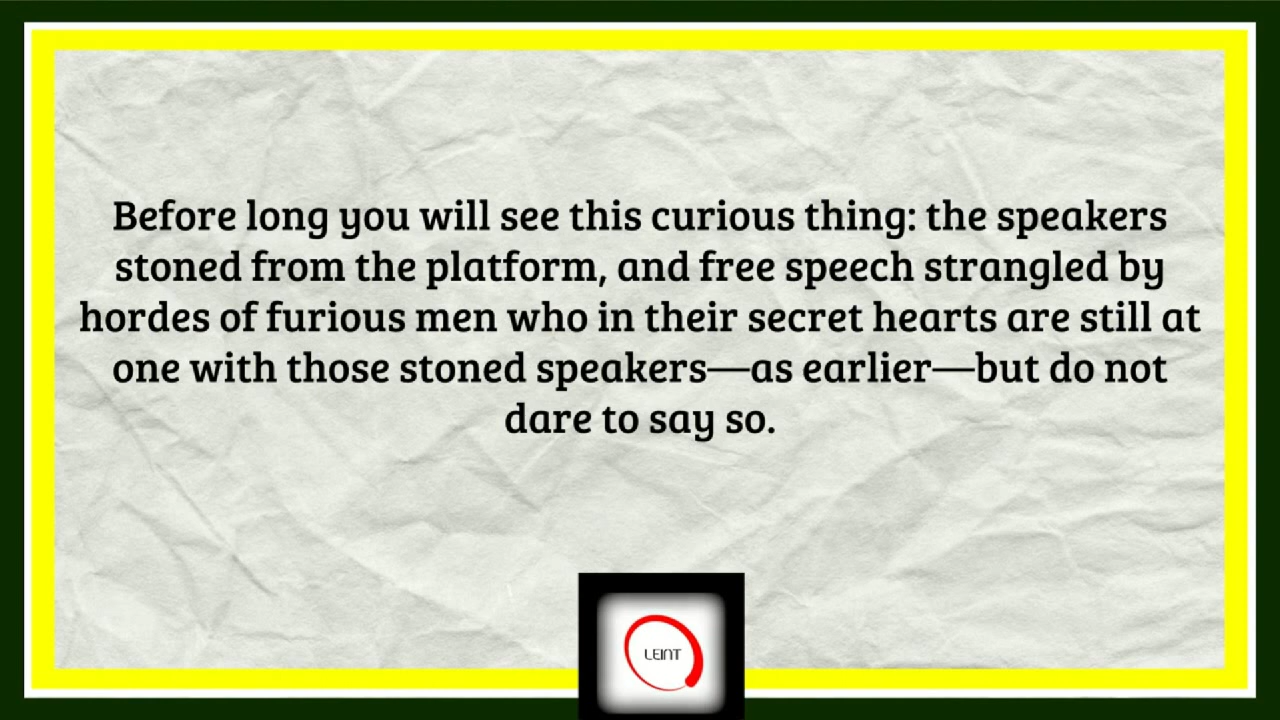 Before long you will see this curious thing: the speakers
stoned from the platform, and free speech strangled by
hordes of furious men who in their secret hearts are still at
one with those stoned speakers—as earlier—but do not
dare to say so.
LEINT